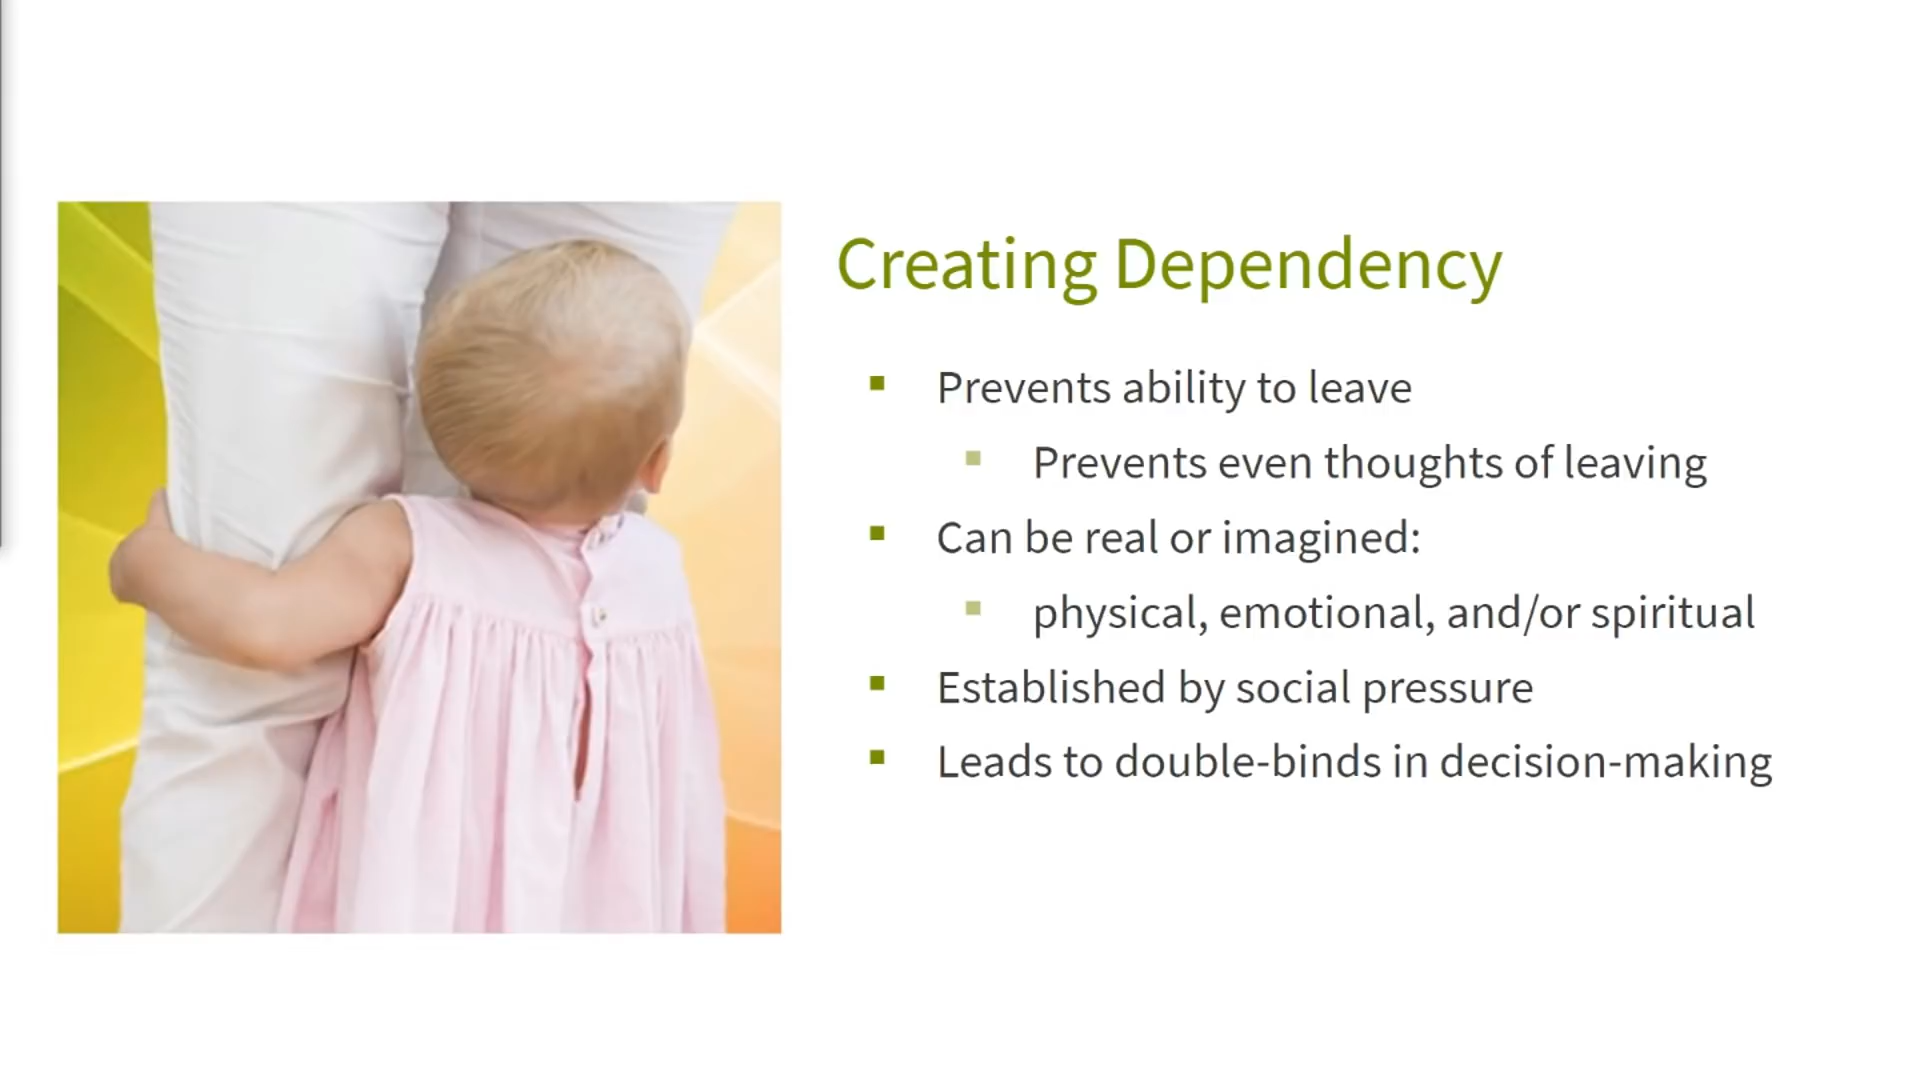 Creating Dependency
Prevents ability to leave
Prevents even thoughts of leaving
Can be real or imagined:
physical, emotional, and/or spiritual
Established by social pressure
Leads to double-binds in decision-making